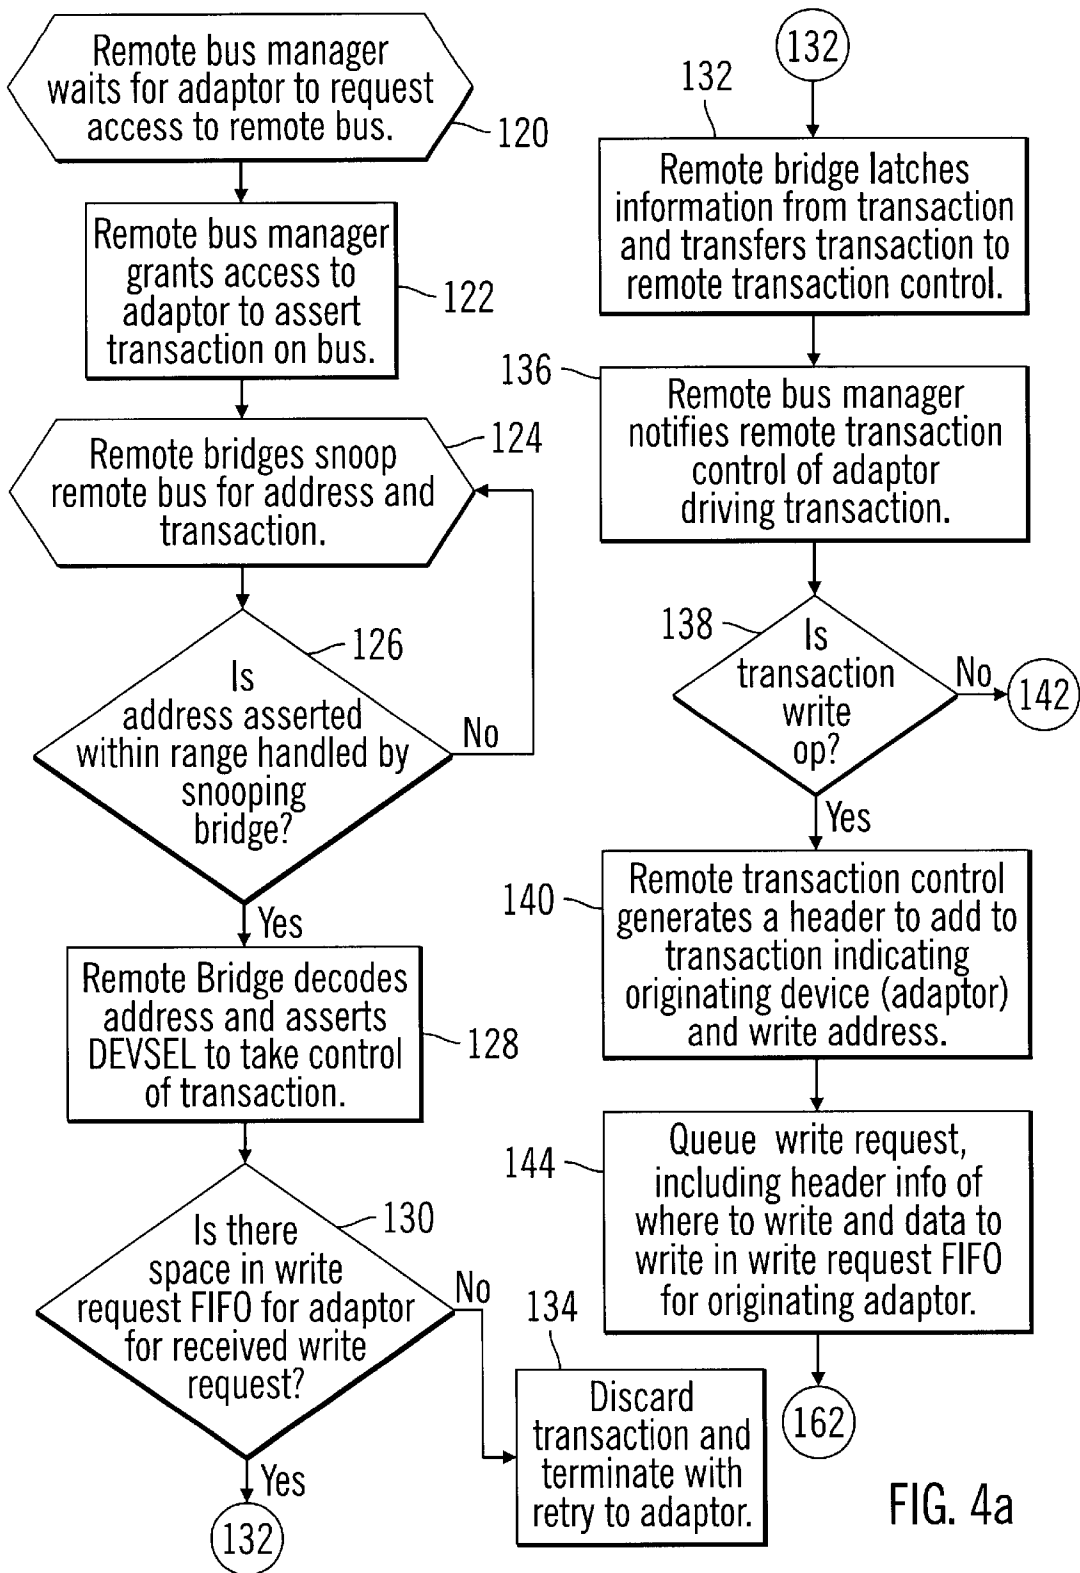 Remote bus manager
waits for adaptor to request
access to remote bus.
120
Remote bus manager
grants access to
adaptor to assert
transaction on bus.
122
124
Remote bridges snoop
remote bus for address and
transaction.
126
Is
address asserted
within range handled by
snooping
bridge?
No
Yes
Remote Bridge decodes
address and asserts
DEVSEL to take control
of transaction.
128
130
Is there
space in write
request FIFO for adaptor
for received write
request?
No
Yes
132
134
Discard
transaction and
terminate with
retry to adaptor.
132
132
Remote bridge latches
information from transaction
and transfers transaction to
remote transaction control.
136
Remote bus manager
notifies remote transaction
control of adaptor
driving transaction.
138
Is
transaction
write
op?
No
142
Yes
140
Remote transaction control
generates a header to add to
transaction indicating
originating device (adaptor)
and write address.
144
Queue write request,
including header info of
where to write and data to
write in write request FIFO
for originating adaptor.
162
FIG. 4a